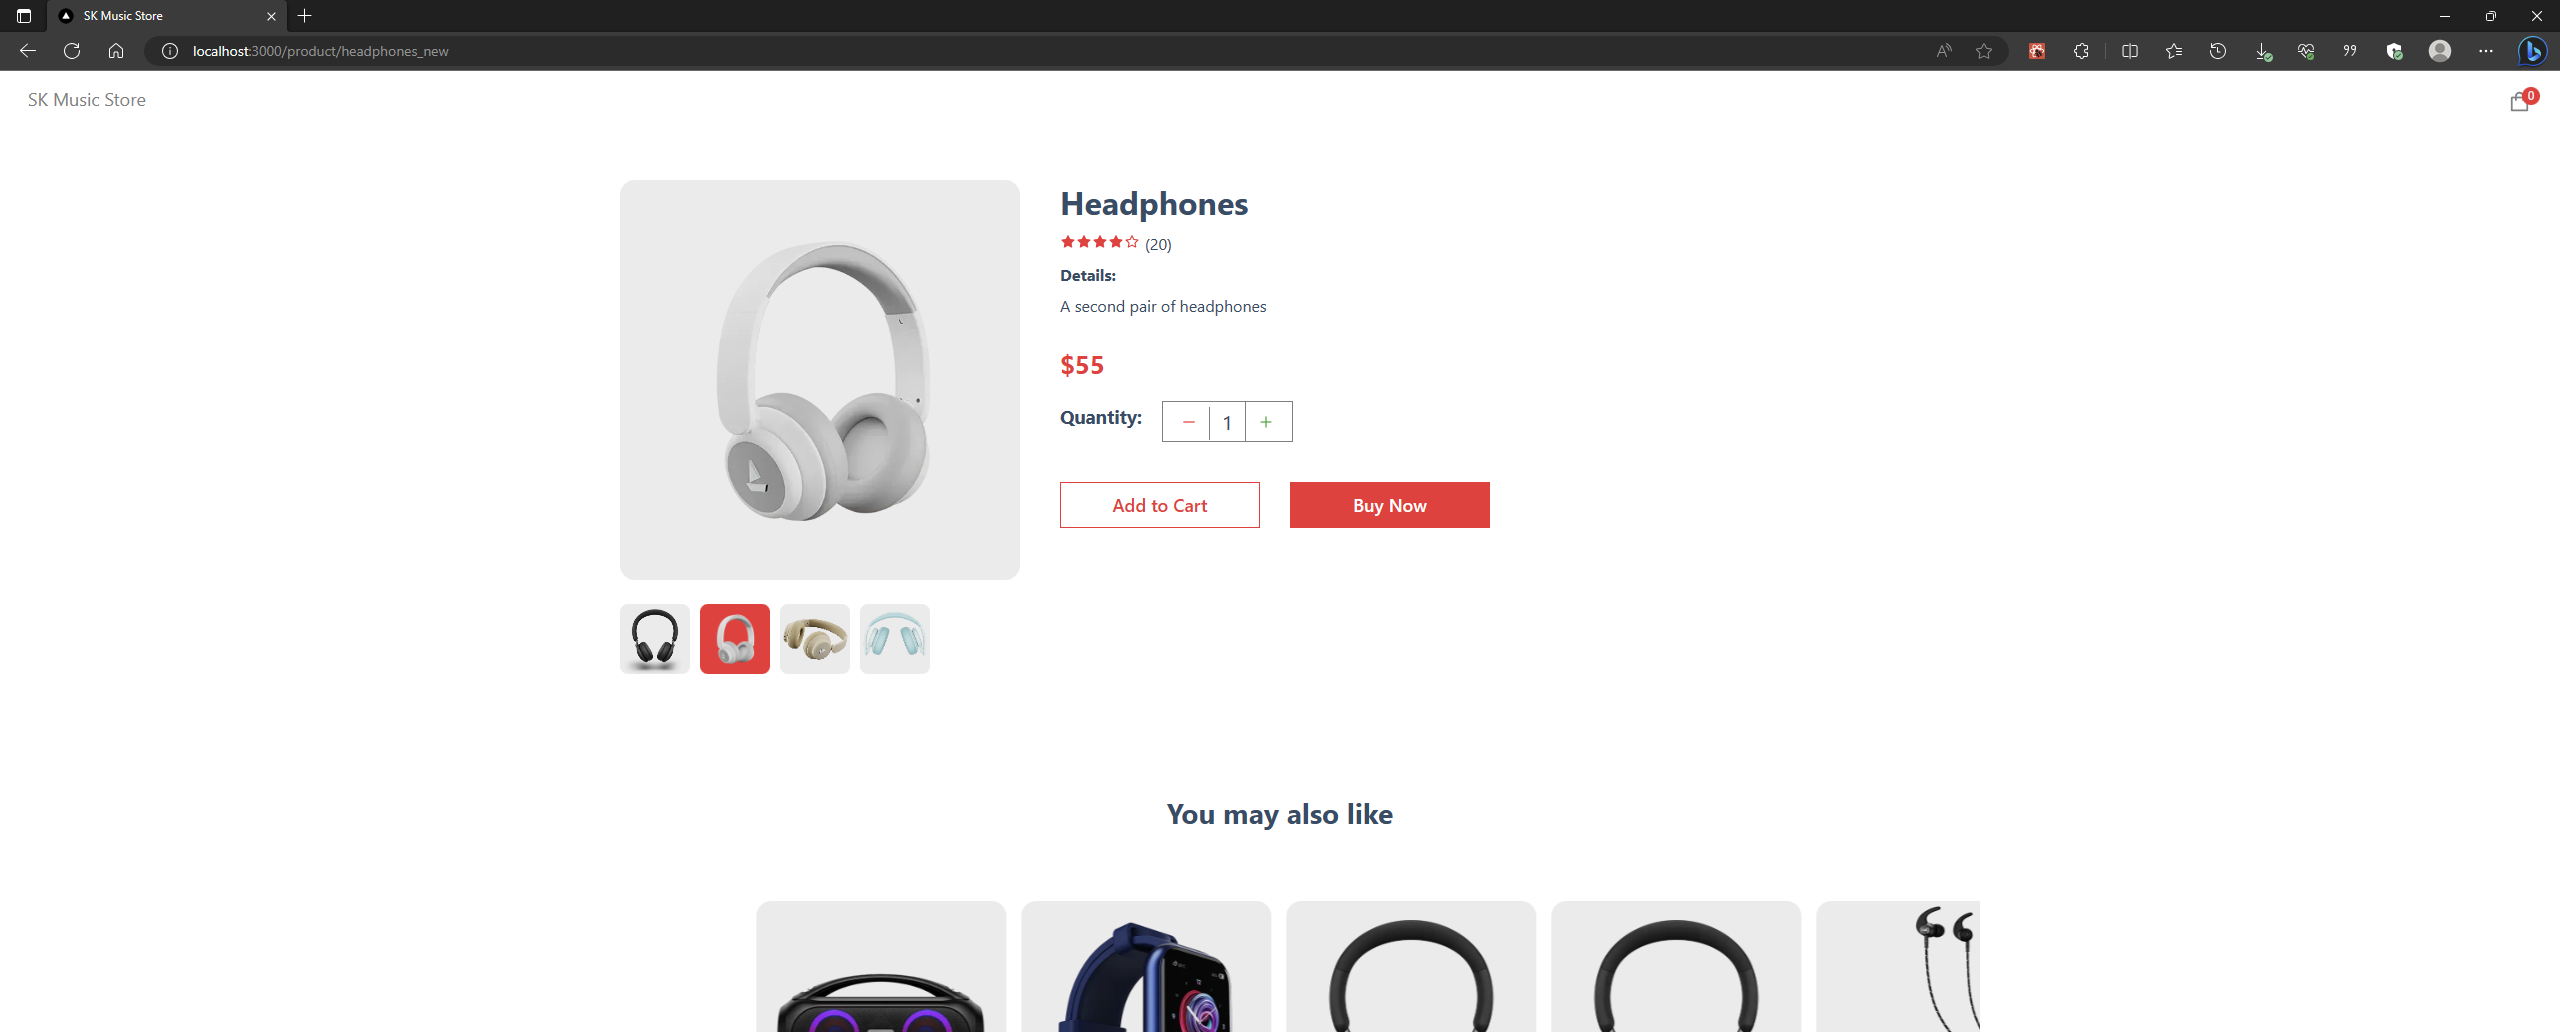 SK Music Store
localhost:3000/product/headphones_new
SK Music Store
0
Headphones
(20)
Details:
A second pair of headphones
$55
Quantity:
1
Add to Cart
Buy Now
You may also like